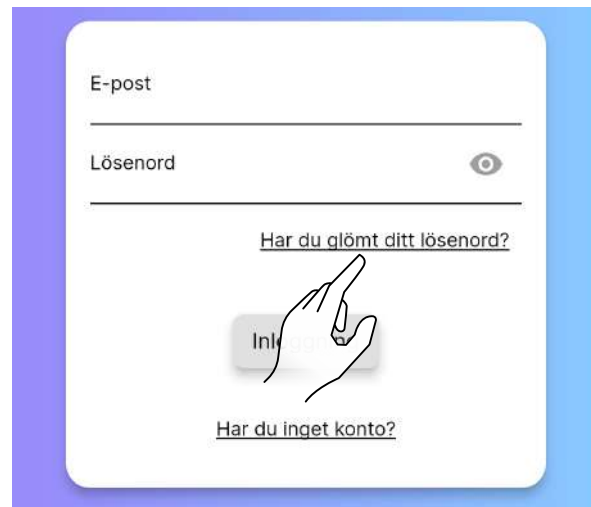 E-post
Lösenord
Har du glömt ditt lösenord?
Har du inget konto?